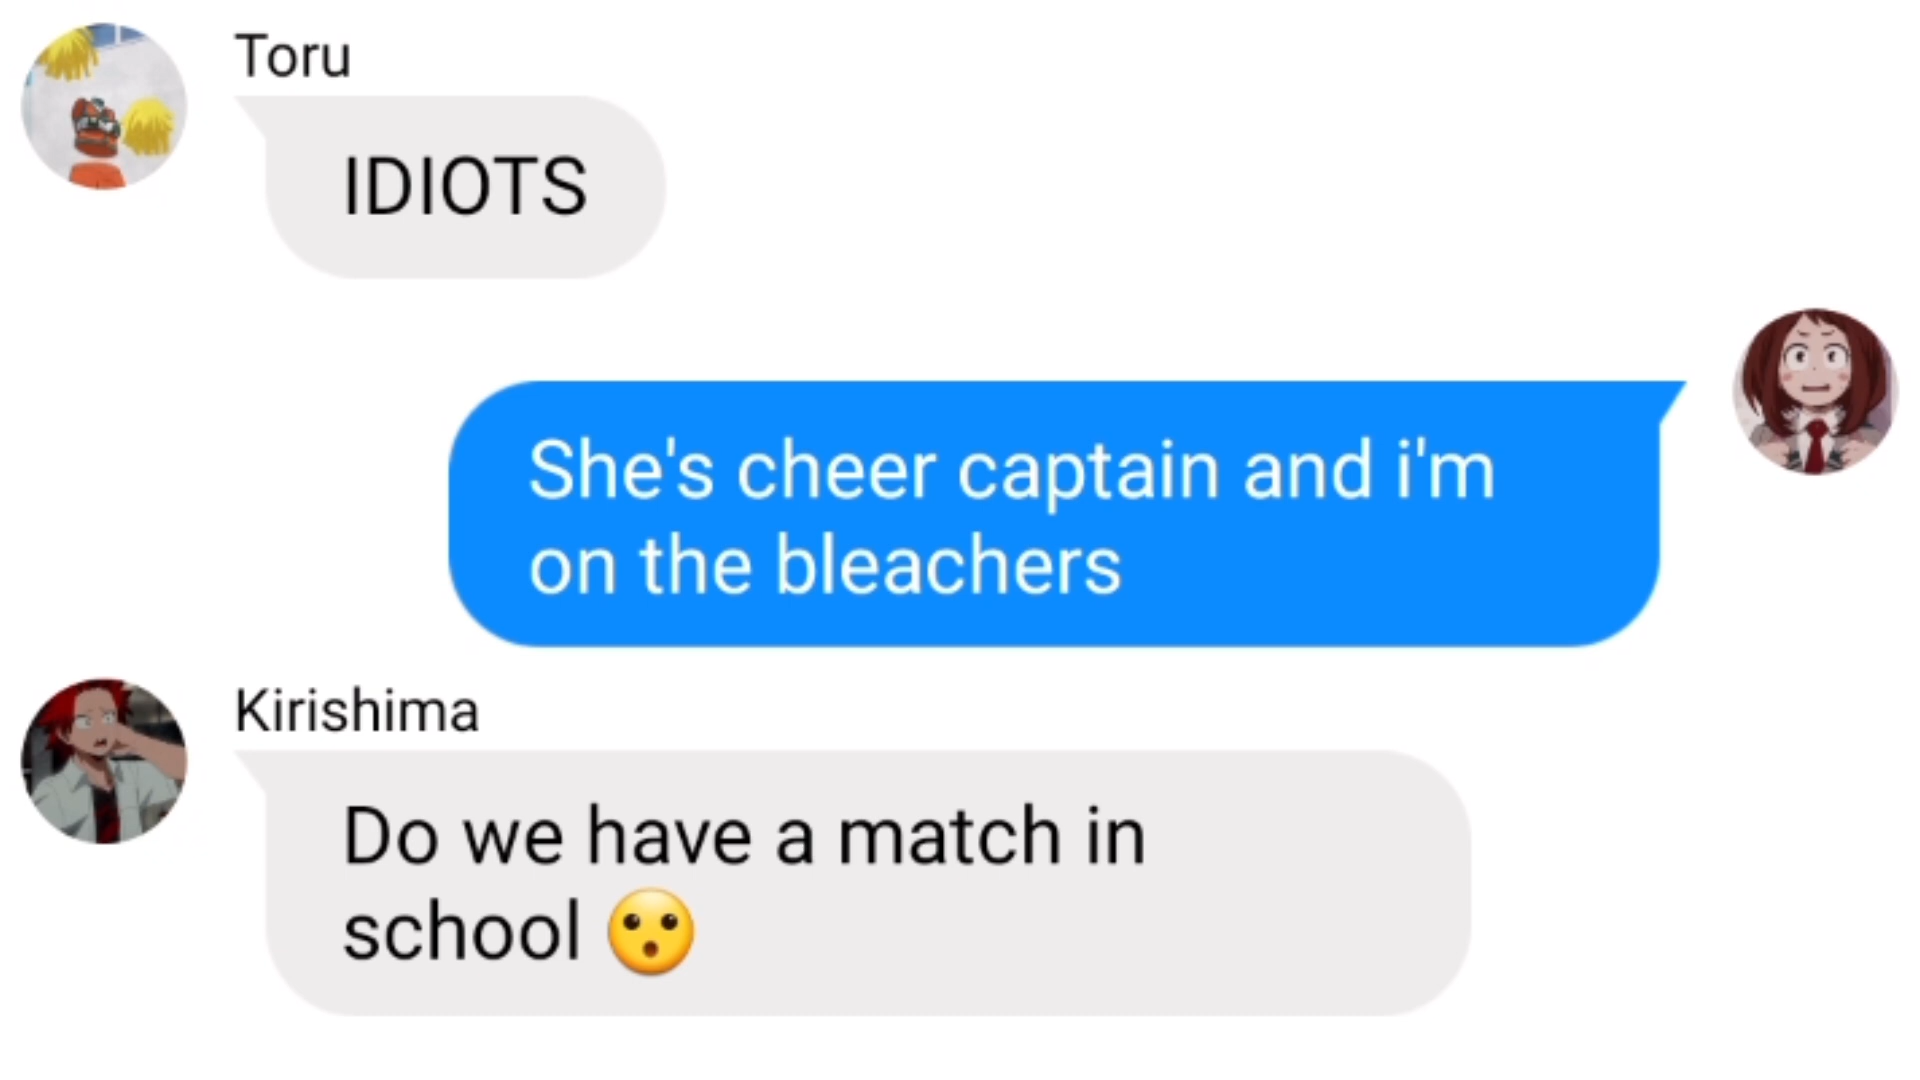 Toru
IDIOTS
She's cheer captain and i'm
on the bleachers
Kirishima
Do we have a match in
school 😮